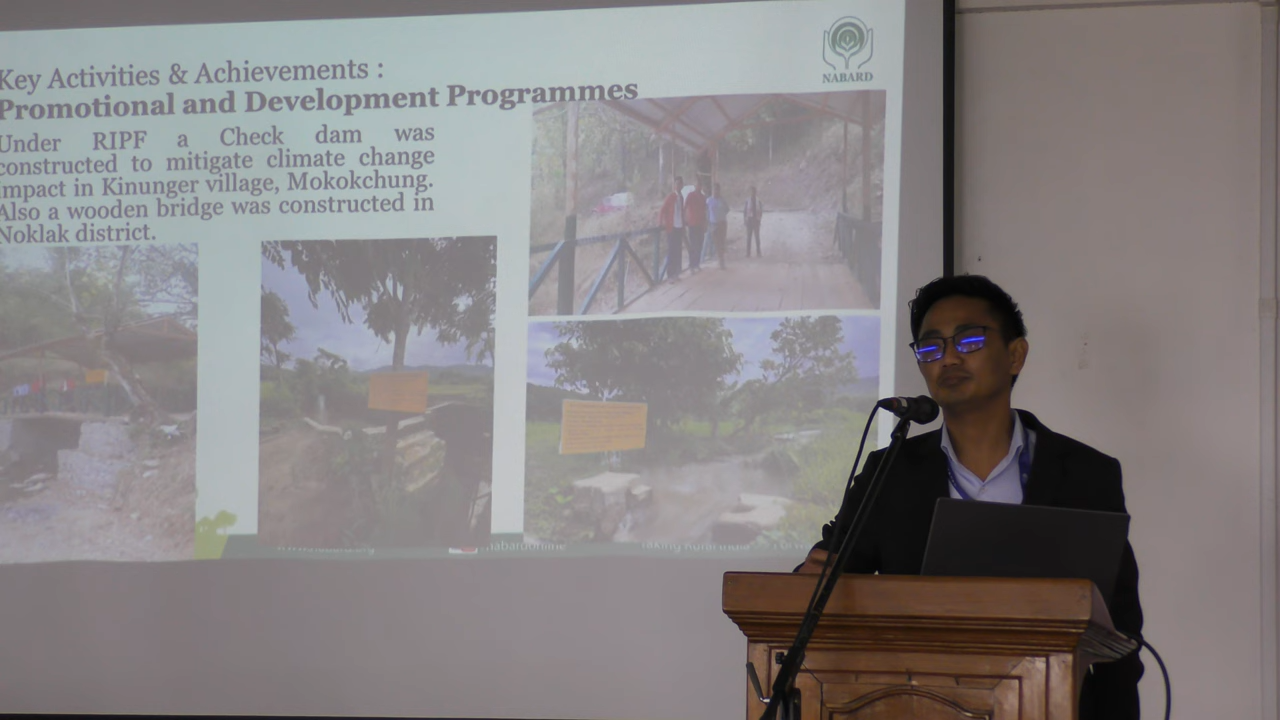 NABARD
Key Activities & Achievements :
Promotional and Development Programmes
Under RIPF a Check dam was
constructed to mitigate climate change
impact in Kinunger village, Mokokchung.
Also a wooden bridge was constructed in
Noklak district.